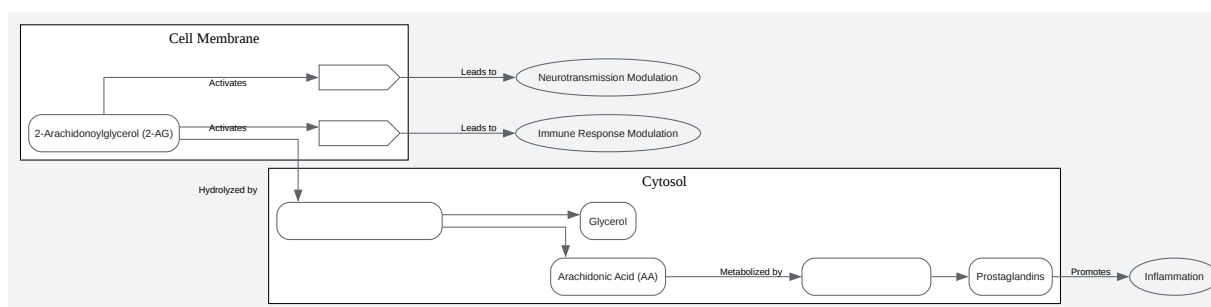 Cell Membrane
Activates
Leads to
Neurotransmission Modulation
2-Arachidonoylglycerol (2-AG)
Activates
Leads to
Immune Response Modulation
Hydrolyzed by
Cytosol
Glycerol
Arachidonic Acid (AA)
Metabolized by
Prostaglandins
Promotes
Inflammation